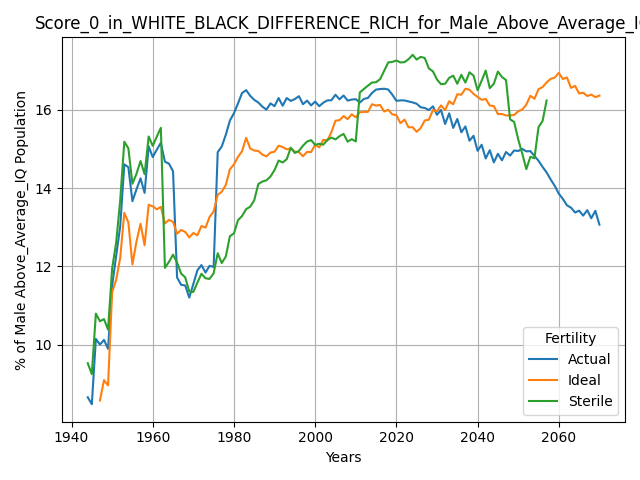 Score_0_in_WHITE_BLACK_DIFFERENCE_RICH_for_Male_Above_Average_I
% of Male Above_Average_IQ Population
16
14
12
10
1940
1960
1980
2000
2020
2040
2060
Years
Fertility
Actual
Ideal
Sterile